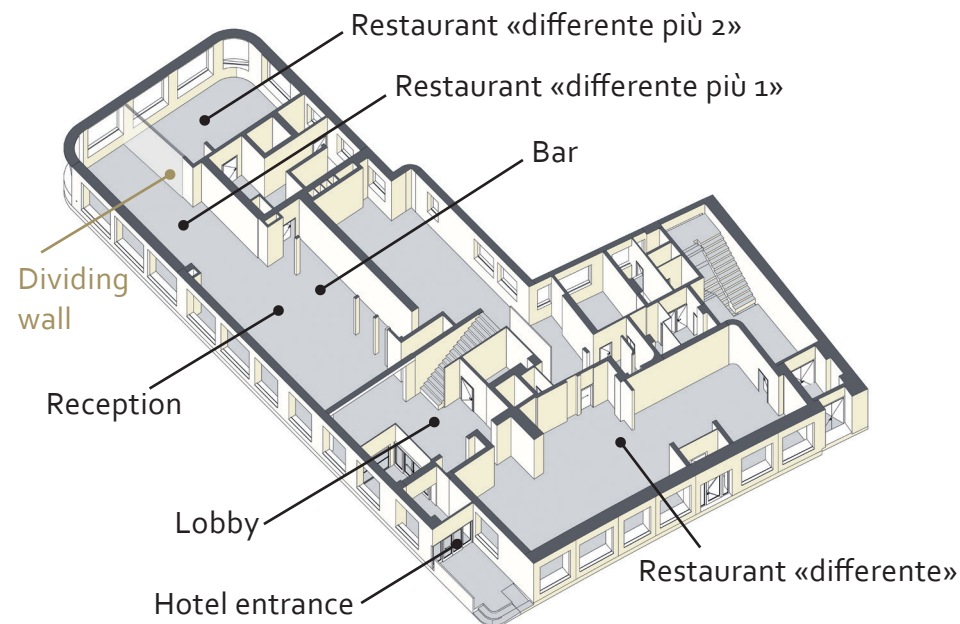 Restaurant «differente più 2»
Restaurant «differente più 1»
Bar
Dividing
wall
Reception
Lobby
Restaurant «differente»
Hotel entrance